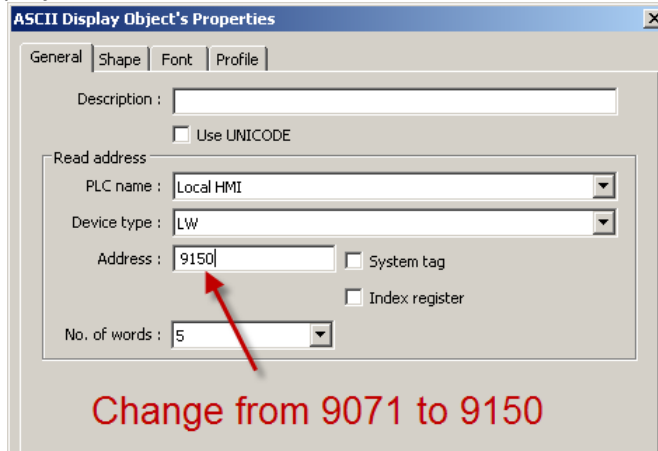 ASCII Display Object's Properties
General Shape Font Profile
Description :
Use UNICODE
Read address
PLC name : Local HMI
Device type : LW
Address : 9150 System tag
Index register
No. of words : 5
Change from 9071 to 9150